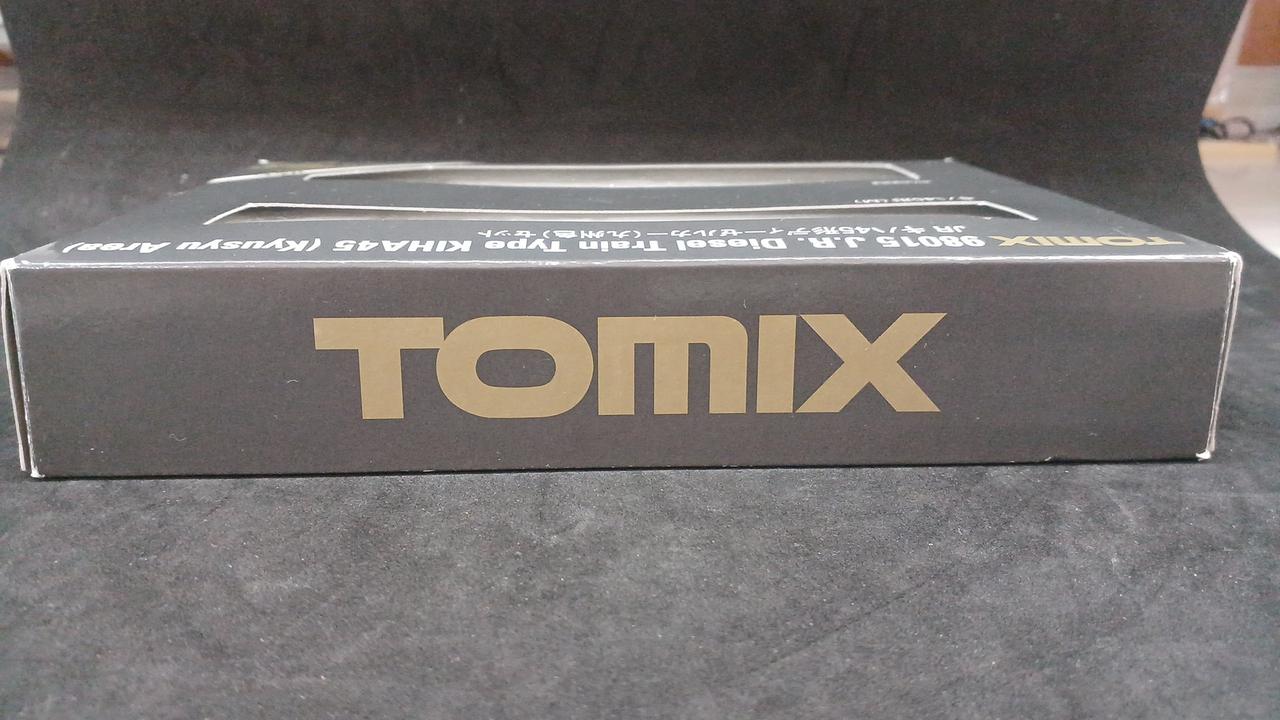 TOMIX
98015 J.R. Diesel Train Type KIHA45 (Kyusyu Area)
JR キハ45形ディーゼルカー(九州色)セット
TOMIX